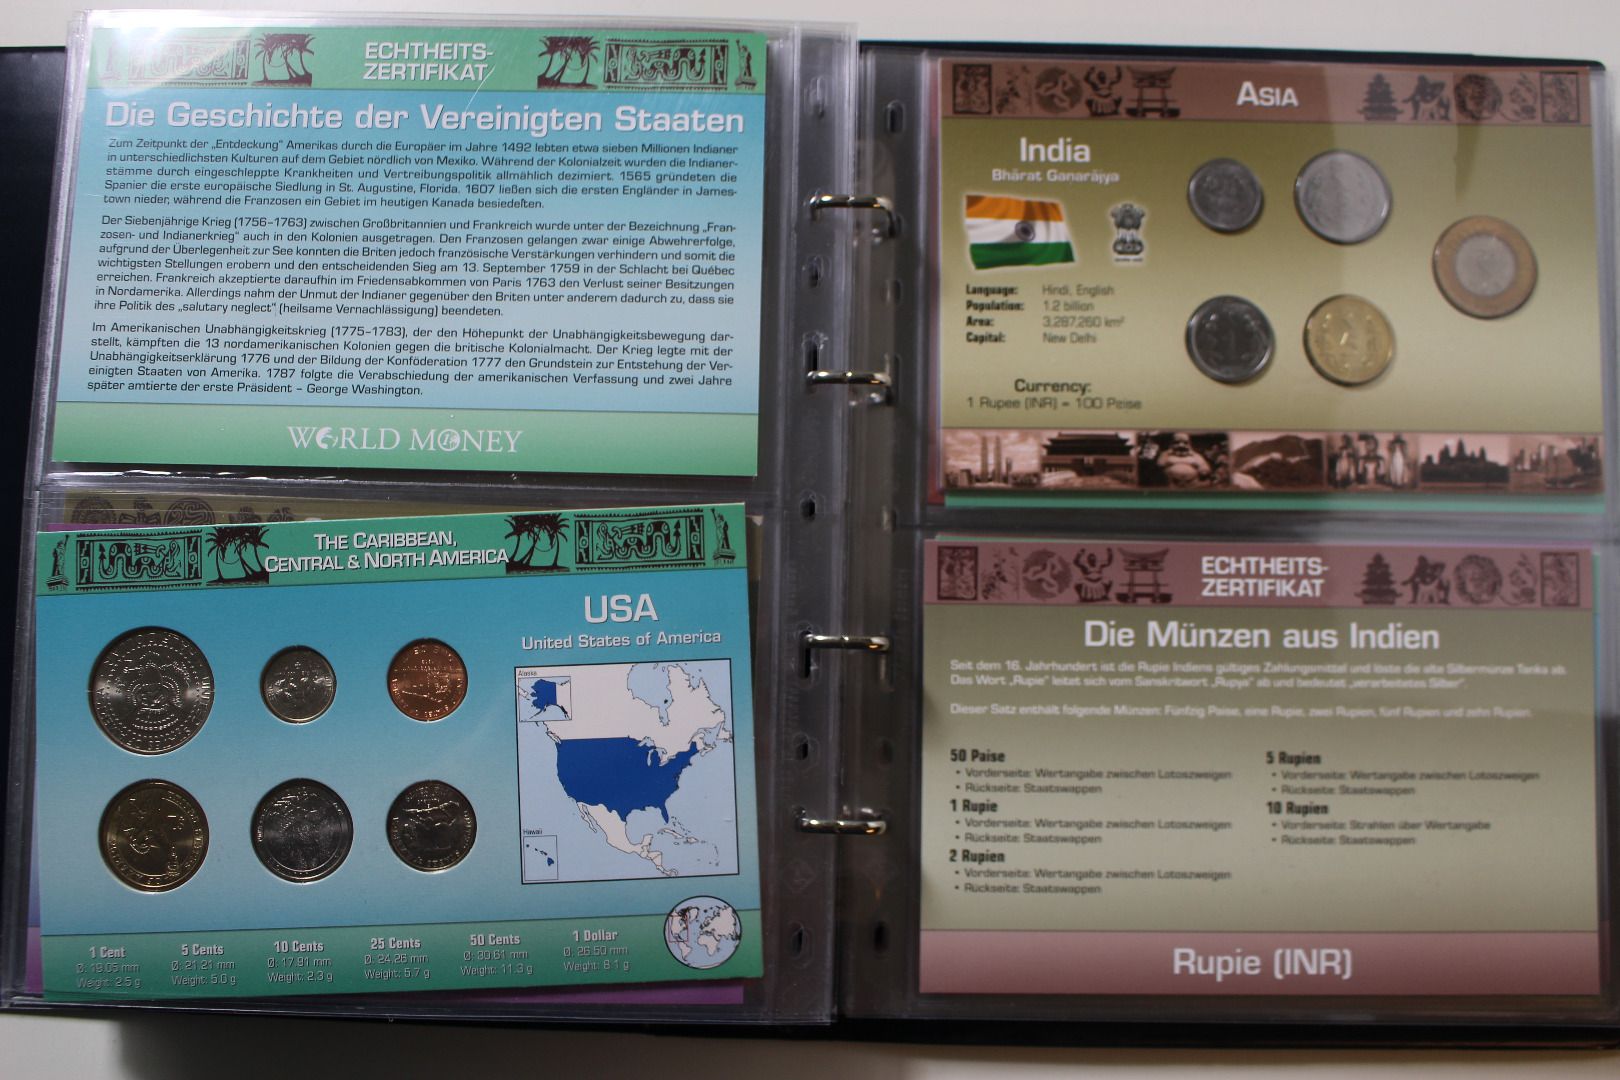 ECHTHEITS-
ZERTIFIKAT
Die Geschichte der Vereinigten Staaten
Zum Zeitpunkt der „Entdeckung" Amerikas durch die Europäer im Jahre 1492 lebten etwa sieben Millionen Indianer
in unterschiedlichsten Kulturen auf dem Gebiet nördlich von Mexiko. Während der Kolonialzeit wurden die Indianer-
stämme durch eingeschleppte Krankheiten und Vertreibungspolitik allmählich dezimiert. 1565 gründeten die
Spanier die erste europäische Siedlung in St. Augustine, Florida. 1607 ließen sich die ersten Engländer in James-
town nieder, während die Franzosen ein Gebiet im heutigen Kanada besiedelten.
Der Siebenjährige Krieg (1756–1763) zwischen Großbritannien und Frankreich wurde unter der Bezeichnung „Fran-
zosen- und Indianerkrieg" auch in den Kolonien ausgetragen. Den Franzosen gelangen zwar einige Abwehrerfolge,
aufgrund der Überlegenheit zur See konnten die Briten jedoch französische Verstärkungen verhindern und somit die
wichtigsten Stellungen erobern und den entscheidenden Sieg am 13. September 1759 in der Schlacht bei Québec
erreichen. Frankreich akzeptierte daraufhin im Friedensabkommen von Paris 1763 den Verlust seiner Besitzungen
in Nordamerika. Allerdings nahm der Unmut der Indianer gegenüber den Briten unter anderem dadurch zu, dass sie
ihre Politik des „salutary neglect" (heilsame Vernachlässigung) beendeten.
Im Amerikanischen Unabhängigkeitskrieg (1775–1783), der den Höhepunkt der Unabhängigkeitsbewegung dar-
stellt, kämpften die 13 nordamerikanischen Kolonien gegen die britische Kolonialmacht. Der Krieg legte mit der
Unabhängigkeitserklärung 1776 und der Bildung der Konföderation 1777 den Grundstein zur Entstehung der Ver-
einigten Staaten von Amerika. 1787 folgte die Verabschiedung der amerikanischen Verfassung und zwei Jahre
später amtierte der erste Präsident – George Washington.
WORLD MONEY
THE CARIBBEAN,
CENTRAL & NORTH AMERICA
USA
United States of America
Alaska
Hawaii
1 Cent
Ø: 19.05 mm
Weight: 2.5 g
5 Cents
Ø: 21.21 mm
Weight: 5.0 g
10 Cents
Ø: 17.91 mm
Weight: 2.3 g
25 Cents
Ø: 24.26 mm
Weight: 5.7 g
50 Cents
Ø: 30.61 mm
Weight: 11.3 g
1 Dollar
Ø: 26.50 mm
Weight: 8.1 g
ASIA
India
Bhārat Ganarājya
Language: Hindi, English
Population: 1.2 billion
Area: 3,287,260 km²
Capital: New Delhi
Currency:
1 Rupee (INR) = 100 Paise
ECHTHEITS-
ZERTIFIKAT
Die Münzen aus Indien
Seit dem 16. Jahrhundert ist die Rupie Indiens gültiges Zahlungsmittel und löste die alte Silbermünze Tanka ab.
Das Wort „Rupie" leitet sich vom Sanskritwort „Rupya" ab und bedeutet „verarbeitetes Silber".
Dieser Satz enthält folgende Münzen: Fünfzig Paise, eine Rupie, zwei Rupien, fünf Rupien und zehn Rupien.
50 Paise
• Vorderseite: Wertangabe zwischen Lotoszweigen
• Rückseite: Staatswappen
1 Rupie
• Vorderseite: Wertangabe zwischen Lotoszweigen
• Rückseite: Staatswappen
2 Rupien
• Vorderseite: Wertangabe zwischen Lotoszweigen
• Rückseite: Staatswappen
5 Rupien
• Vorderseite: Wertangabe zwischen Lotoszweigen
• Rückseite: Staatswappen
10 Rupien
• Vorderseite: Strahlen über Wertangabe
• Rückseite: Staatswappen
Rupie (INR)